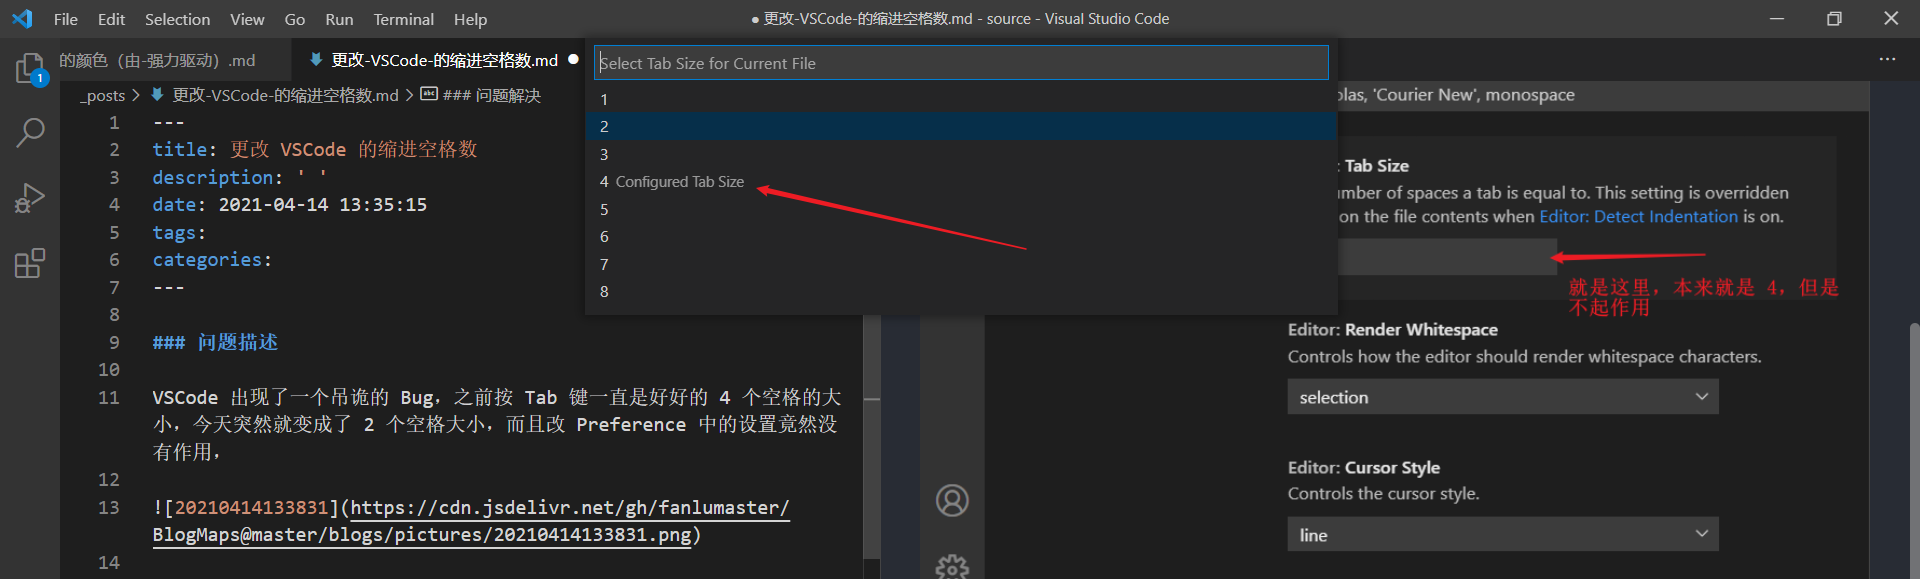 File Edit Selection View Go Run Terminal Help
● 更改-VSCode-的缩进空格数.md - source - Visual Studio Code
的颜色（由-强力驱动）.md
更改-VSCode-的缩进空格数.md ●
_posts > 更改-VSCode-的缩进空格数.md > abc ### 问题解决
1
1 ---
2 title: 更改 VSCode 的缩进空格数
3 description: ' '
4 date: 2021-04-14 13:35:15
5 tags:
6 categories:
7 ---
8
9 ### 问题描述
10
11 VSCode 出现了一个吊诡的 Bug，之前按 Tab 键一直是好好的 4 个空格的大
小，今天突然就变成了 2 个空格大小，而且改 Preference 中的设置竟然没
有作用，
12
13 ![20210414133831](https://cdn.jsdelivr.net/gh/fanlumaster/
BlogMaps@master/blogs/pictures/20210414133831.png)
14
Select Tab Size for Current File
1
2
3
4 Configured Tab Size
5
6
7
8
olas, 'Courier New', monospace
: Tab Size
umber of spaces a tab is equal to. This setting is overridden
on the file contents when Editor: Detect Indentation is on.
就是这里，本来就是 4，但是
不起作用
Editor: Render Whitespace
Controls how the editor should render whitespace characters.
selection
Editor: Cursor Style
Controls the cursor style.
line